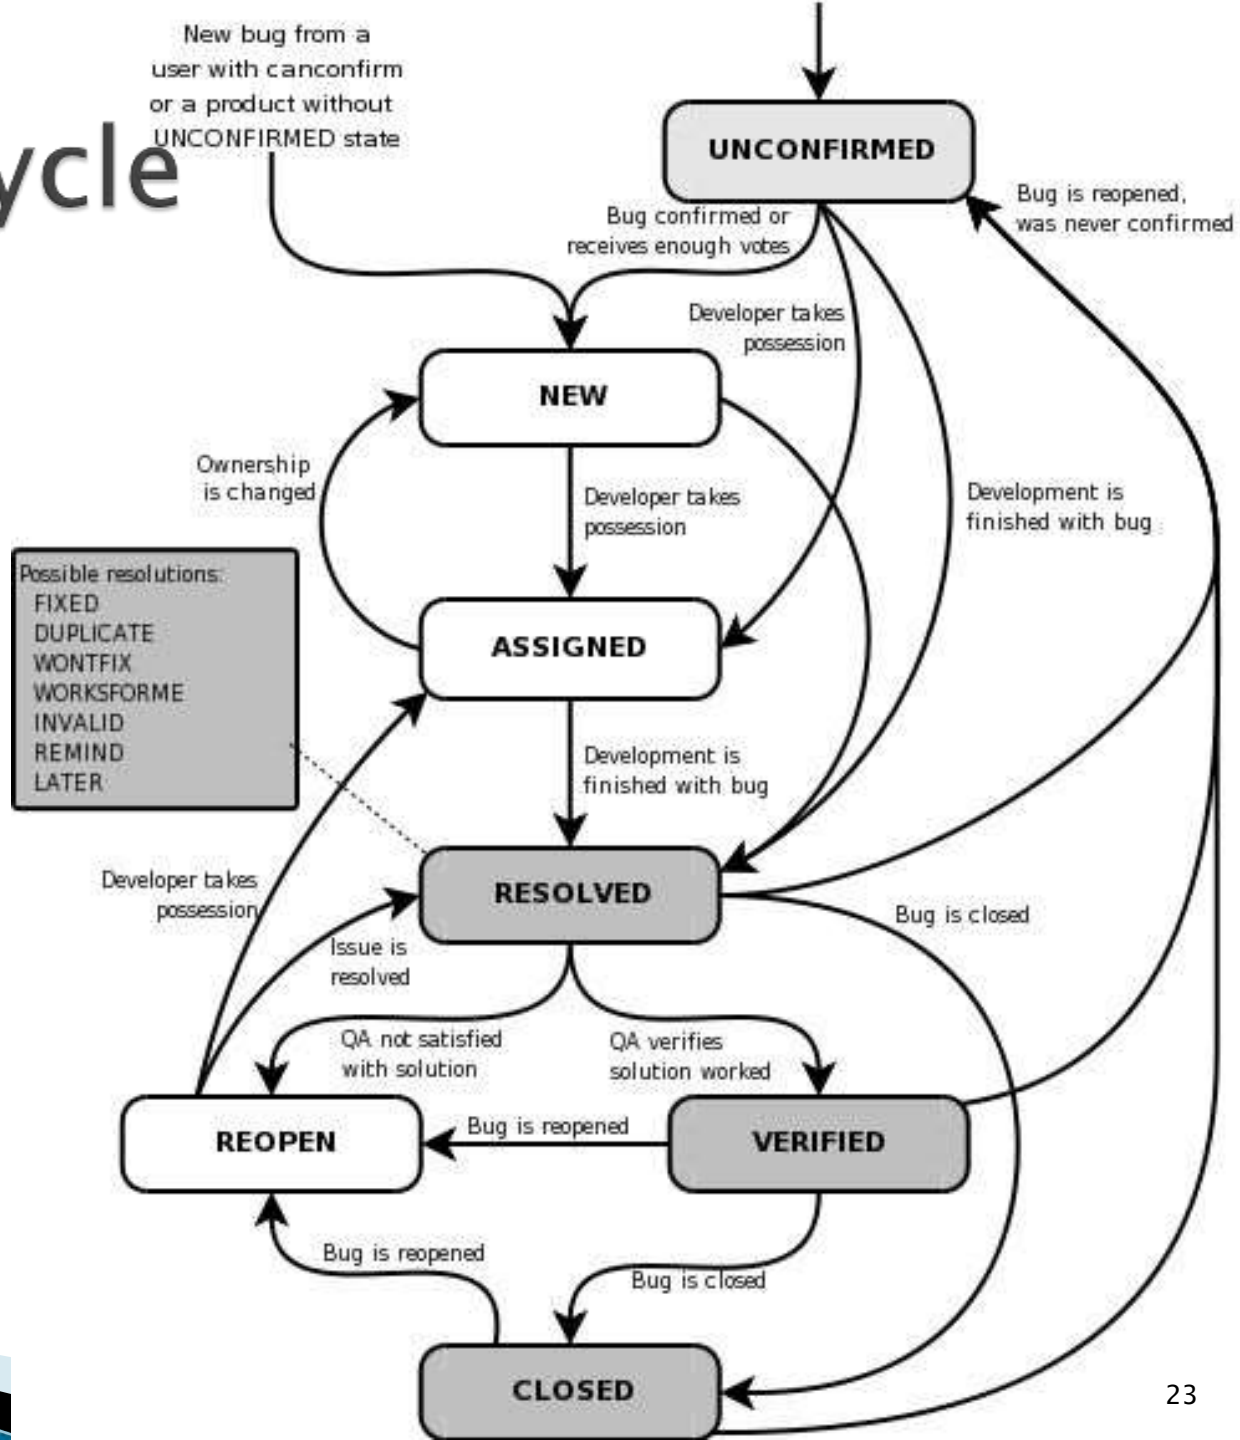 New bug from a
user with canconfirm
or a product without
UNCONFIRMED state
ycle
UNCONFIRMED
Bug is reopened,
was never confirmed
Bug confirmed or
receives enough votes
Developer takes
possession
NEW
Ownership
is changed
Developer takes
possession
Development is
finished with bug
Possible resolutions:
FIXED
DUPLICATE
WONTFIX
WORKSFORME
INVALID
REMIND
LATER
ASSIGNED
Development is
finished with bug
Developer takes
possession
RESOLVED
Bug is closed
Issue is
resolved
QA not satisfied
with solution
QA verifies
solution worked
REOPEN
Bug is reopened
VERIFIED
Bug is reopened
Bug is closed
CLOSED
23